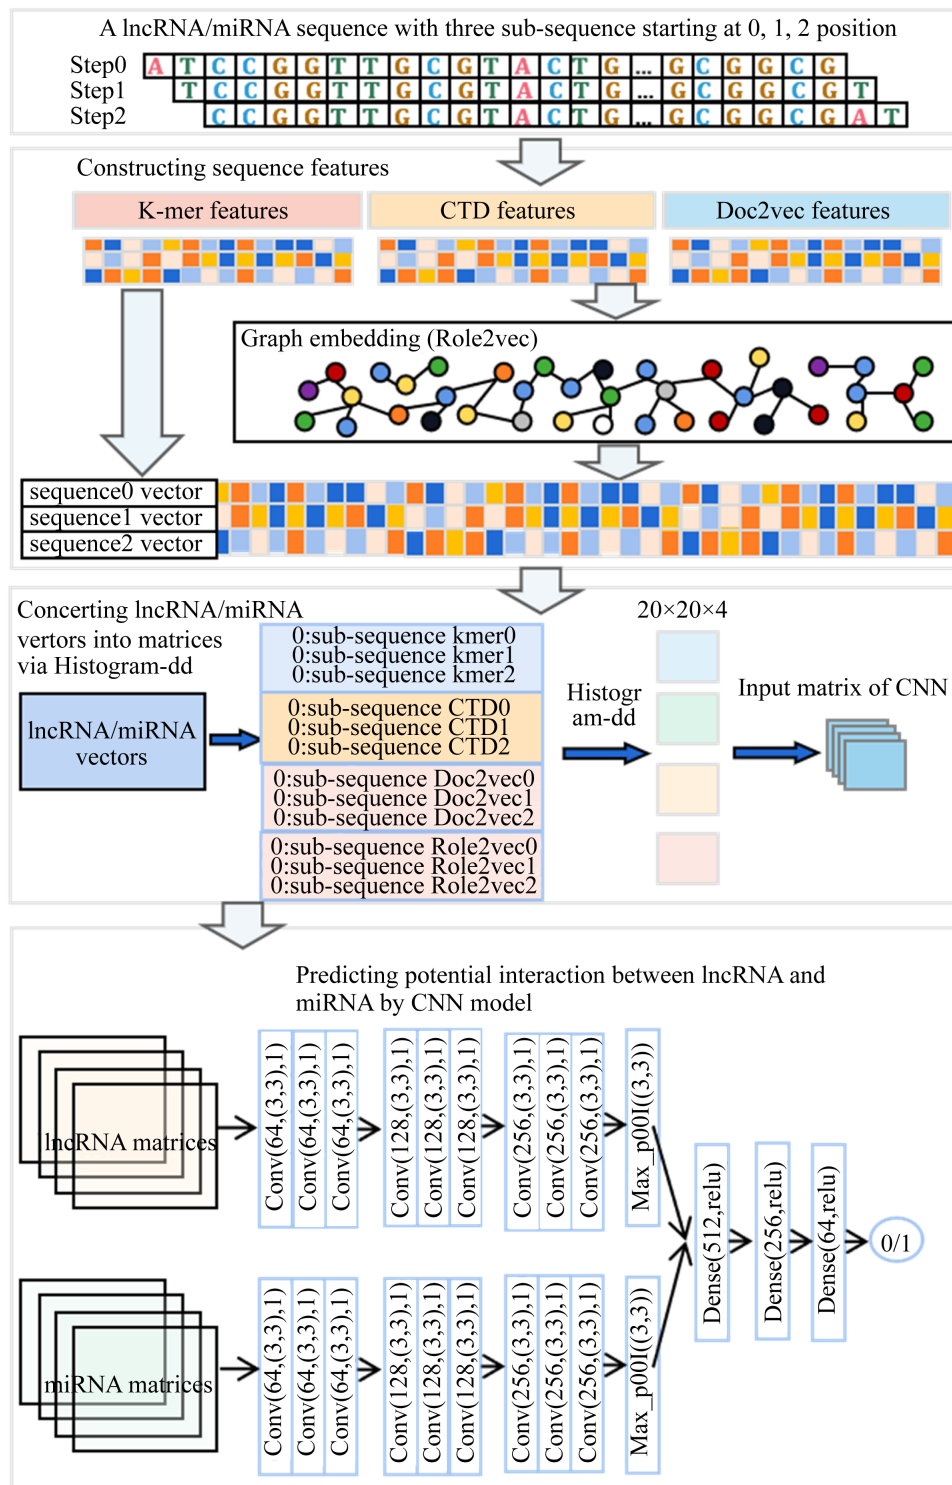 A lncRNA/miRNA sequence with three sub-sequence starting at 0, 1, 2 position
Step0 A T C C G G T T G C G T A C T G ... G C G G C G
Step1 T C C G G T T G C G T A C T G ... G C G G C G T
Step2 C C G G T T G C G T A C T G ... G C G G C G A T
Constructing sequence features
K-mer features
CTD features
Doc2vec features
Graph embedding (Role2vec)
sequence0 vector
sequence1 vector
sequence2 vector
Concerting lncRNA/miRNA
vertors into matrices
via Histogram-dd
lncRNA/miRNA
vectors
0:sub-sequence kmer0
0:sub-sequence kmer1
0:sub-sequence kmer2
0:sub-sequence CTD0
0:sub-sequence CTD1
0:sub-sequence CTD2
0:sub-sequence Doc2vec0
0:sub-sequence Doc2vec1
0:sub-sequence Doc2vec2
0:sub-sequence Role2vec0
0:sub-sequence Role2vec1
0:sub-sequence Role2vec2
Histogr
am-dd
20×20×4
Input matrix of CNN
Predicting potential interaction between lncRNA and
miRNA by CNN model
lncRNA matrices
Conv(64,(3,3),1)
Conv(64,(3,3),1)
Conv(64,(3,3),1)
Conv(128,(3,3),1)
Conv(128,(3,3),1)
Conv(128,(3,3),1)
Conv(256,(3,3),1)
Conv(256,(3,3),1)
Conv(256,(3,3),1)
Max_p00I((3,3))
miRNA matrices
Conv(64,(3,3),1)
Conv(64,(3,3),1)
Conv(64,(3,3),1)
Conv(128,(3,3),1)
Conv(128,(3,3),1)
Conv(128,(3,3),1)
Conv(256,(3,3),1)
Conv(256,(3,3),1)
Conv(256,(3,3),1)
Max_p00I((3,3))
Dense(512,relu)
Dense(256,relu)
Dense(64,relu)
0/1